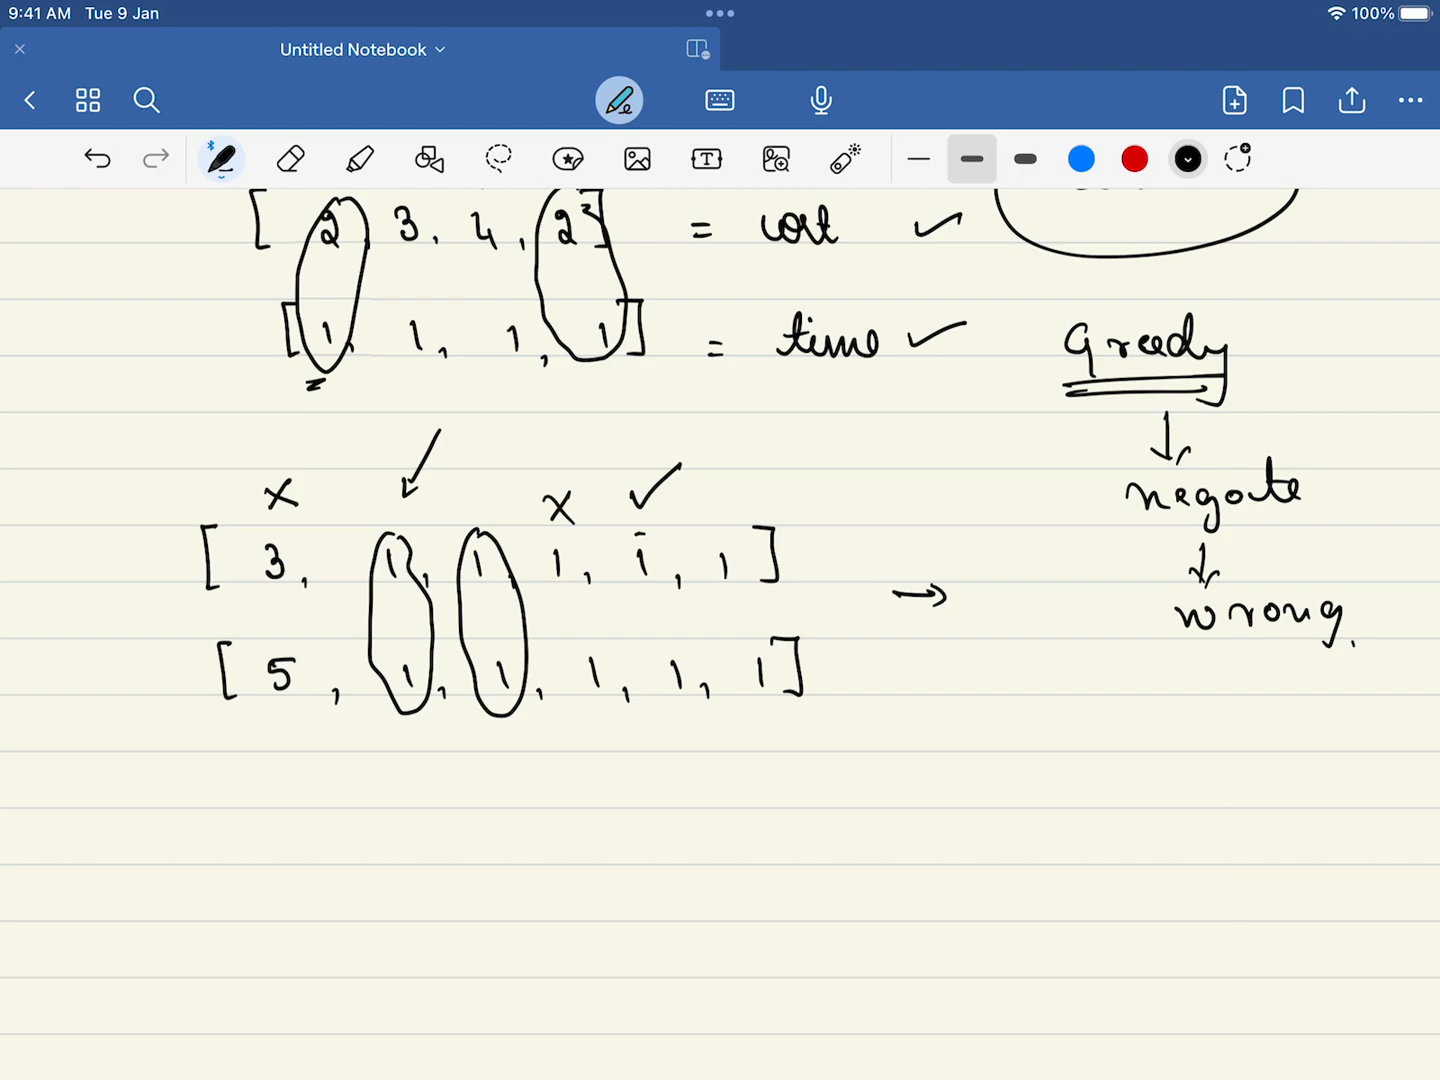 9:41 AM Tue 9 Jan
100%
Untitled Notebook
[ 2, 3, 4, 2 ] = cost
[ 1, 1, 1, 1 ] = time
Greedy
negate
[ 3, 1, 1, 1, 1, 1 ]
wrong.
[ 5, 1, 1, 1, 1, 1 ]